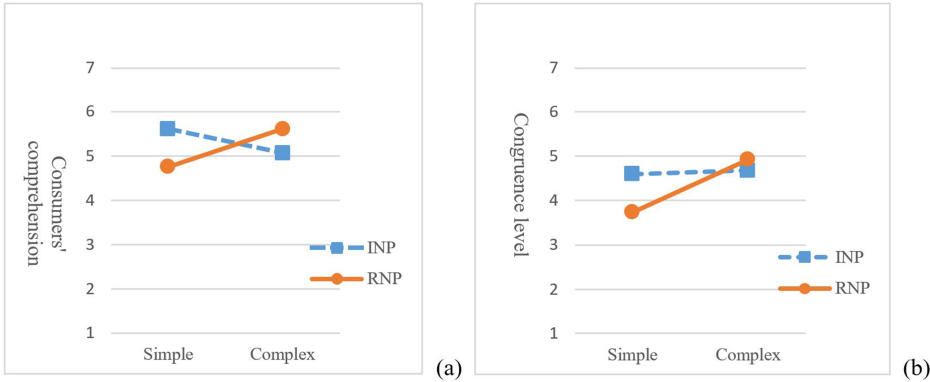 7
6
5
4
3
2
1
Consumers'
comprehension
INP
RNP
Simple
Complex
(a)
7
6
5
4
3
2
1
Congruence level
INP
RNP
Simple
Complex
(b)